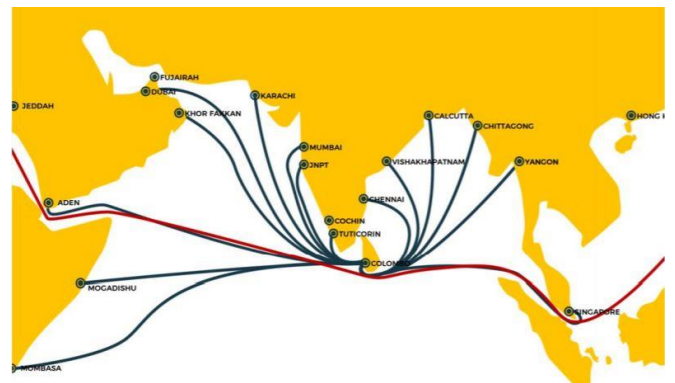 FUJAIRAH
DUBAI
KARACHI
JEDDAH
KHOR FAKKAN
CALCUTTA
HONG K
CHITTAGONG
MUMBAI
JNPT
VISHAKHAPATNAM
YANGON
ADEN
CHENNAI
COCHIN
TUTICORIN
COLOMBO
MOGADISHU
SINGAPORE
MOMBASA